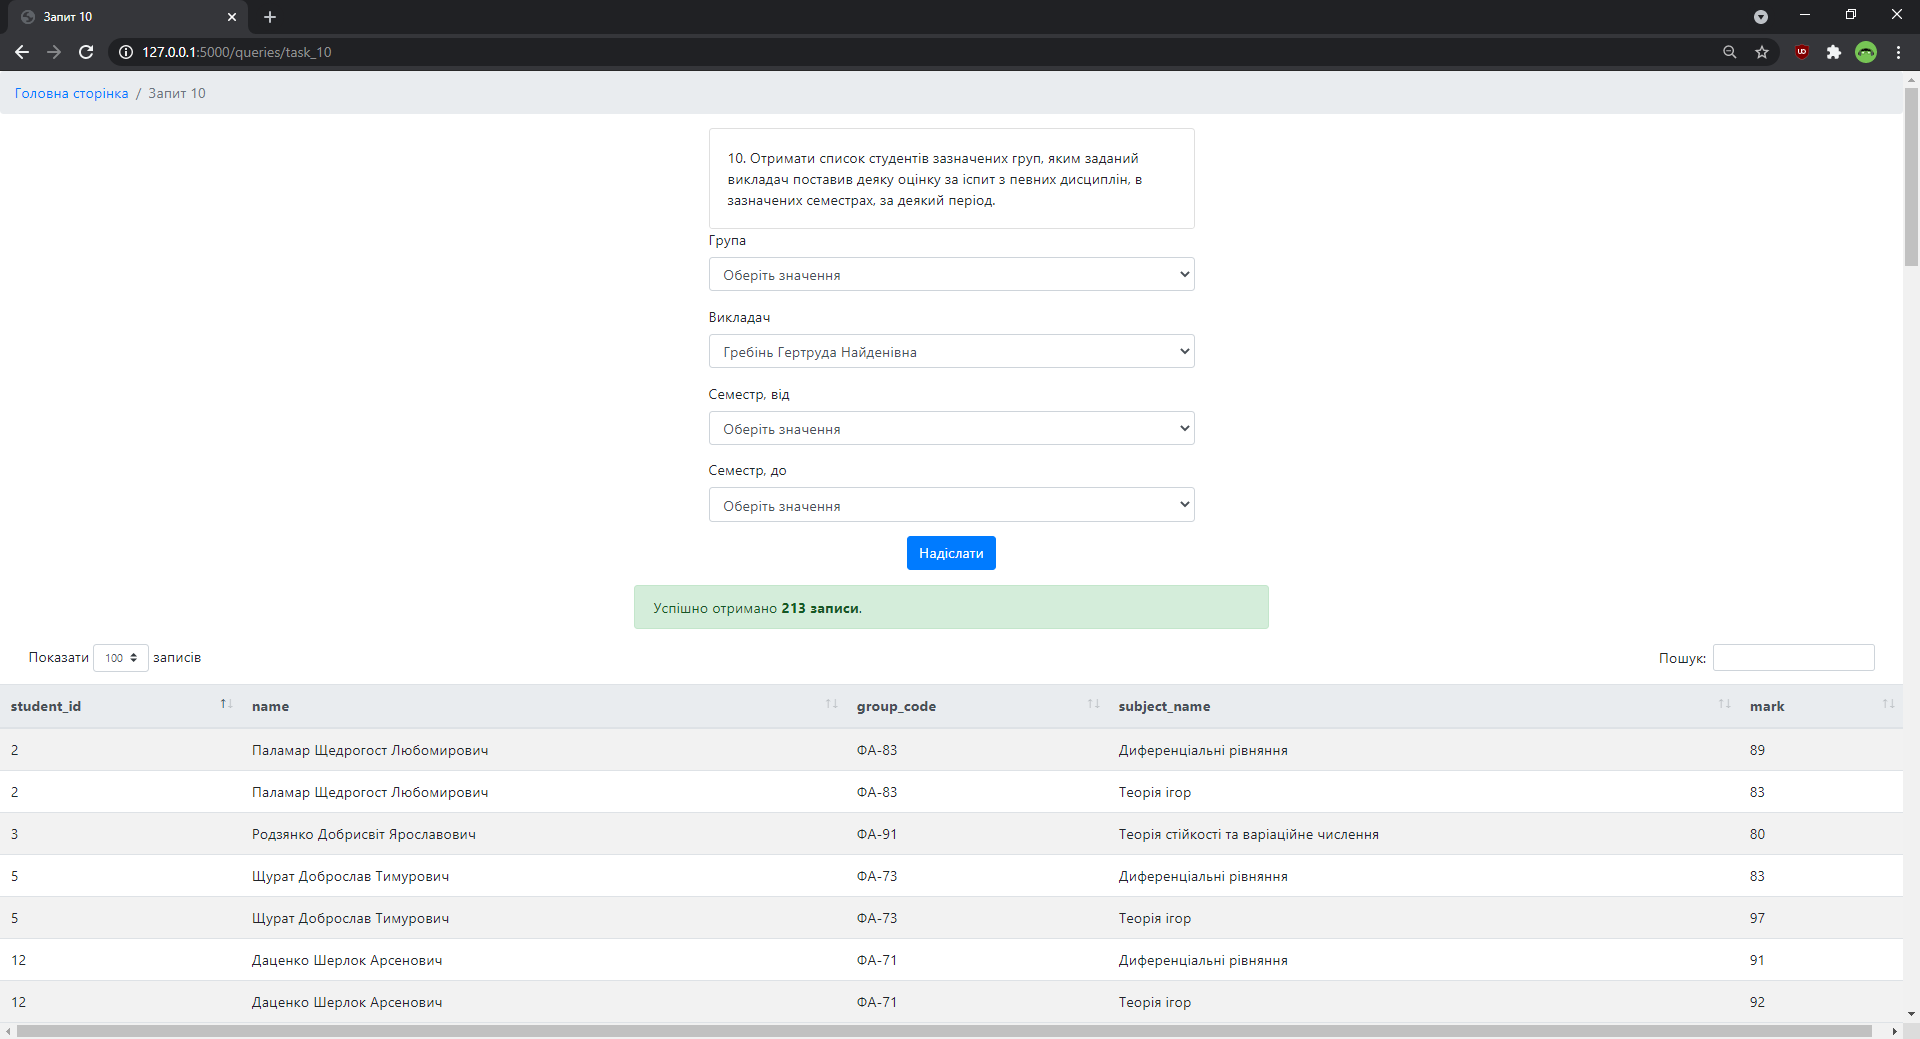 Запит 10
127.0.0.1:5000/queries/task_10
Головна сторінка / Запит 10
10. Отримати список студентів зазначених груп, яким заданий
викладач поставив деяку оцінку за іспит з певних дисциплін, в
зазначених семестрах, за деякий період.
Група
Оберіть значення
Викладач
Гребінь Гертруда Найденівна
Семестр, від
Оберіть значення
Семестр, до
Оберіть значення
Надіслати
Успішно отримано 213 записи.
Показати 100 записів
Пошук:
student_id name group_code subject_name mark
2 Паламар Щедрогост Любомирович ФА-83 Диференціальні рівняння 89
2 Паламар Щедрогост Любомирович ФА-83 Теорія ігор 83
3 Родзянко Добрисвіт Ярославович ФА-91 Теорія стійкості та варіаційне числення 80
5 Щурат Доброслав Тимурович ФА-73 Диференціальні рівняння 83
5 Щурат Доброслав Тимурович ФА-73 Теорія ігор 97
12 Даценко Шерлок Арсенович ФА-71 Диференціальні рівняння 91
12 Даценко Шерлок Арсенович ФА-71 Теорія ігор 92